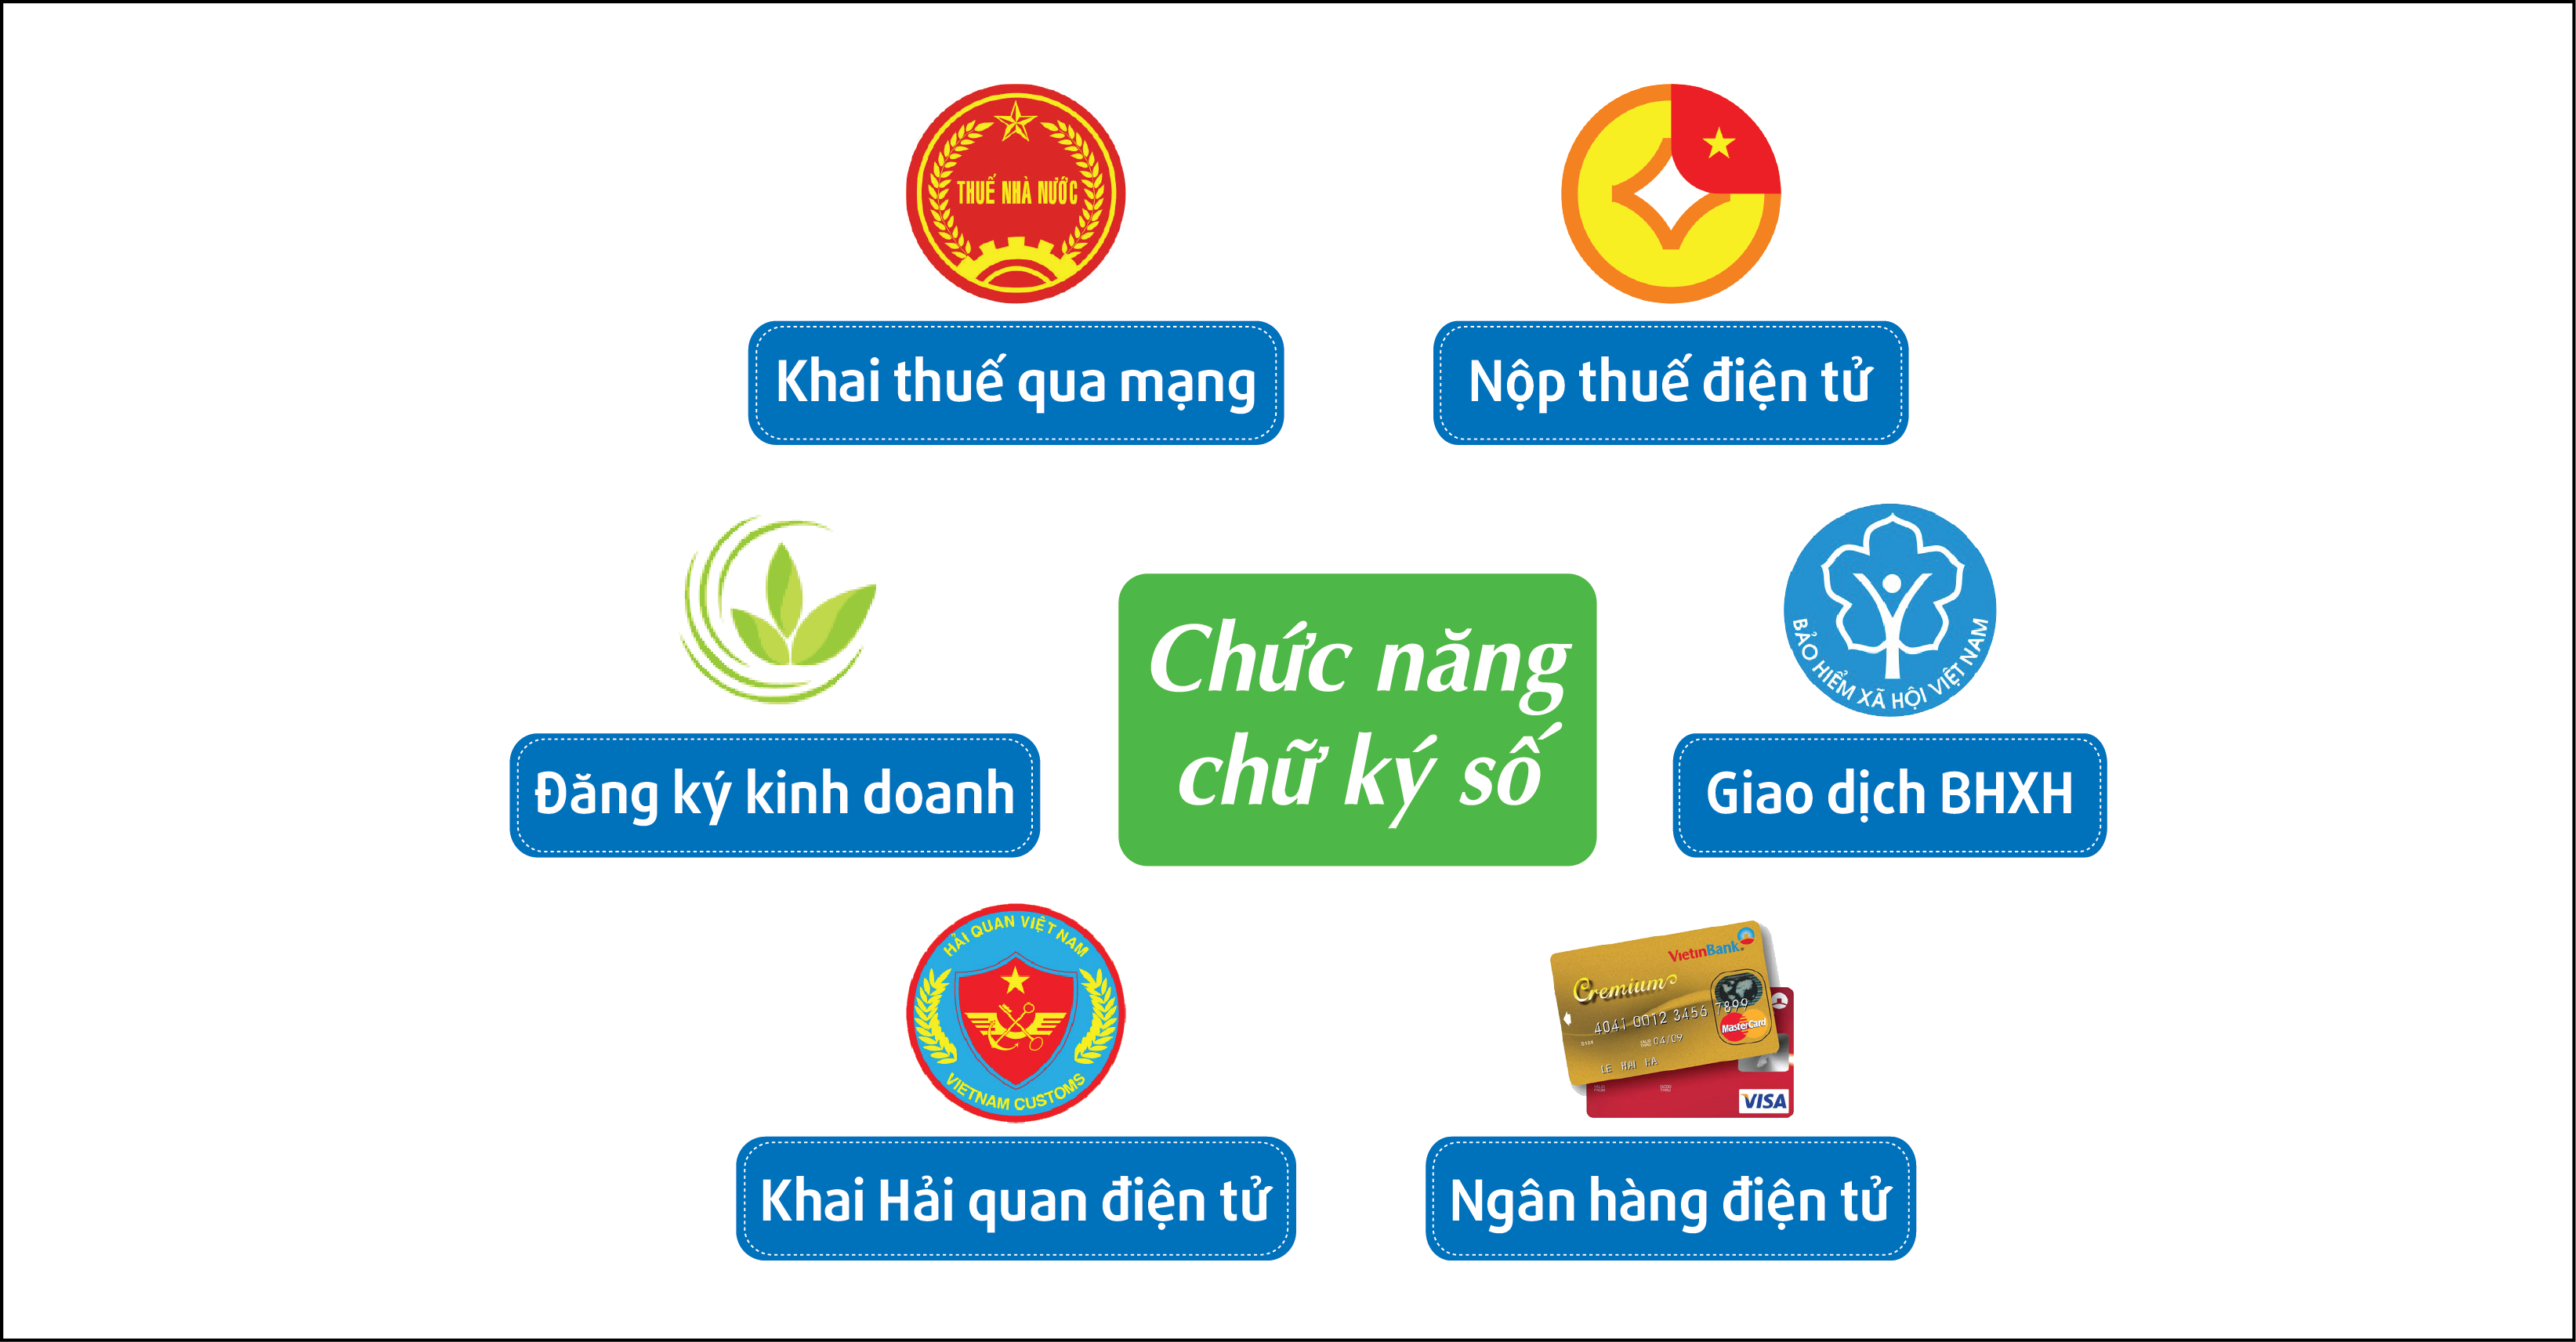 THUẾ NHÀ NƯỚC
Khai thuế qua mạng
Nộp thuế điện tử
Đăng ký kinh doanh
Chức năng
chữ ký số
BẢO HIỂM XÃ HỘI VIỆT NAM
Giao dịch BHXH
HẢI QUAN VIỆT NAM
VIETNAM CUSTOMS
Khai Hải quan điện tử
VietinBank
Cremium
4041 0012 3456 7899
MasterCard
04/09
LE HAI HA
VISA
Ngân hàng điện tử